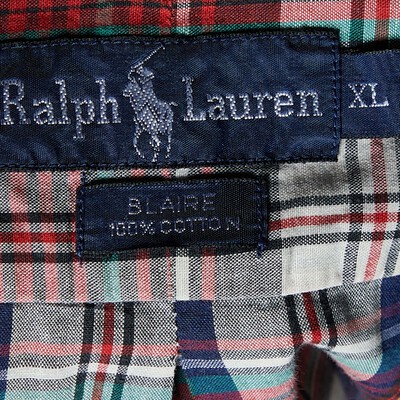 Ralph Lauren XL
BLAIRE
100% COTTON